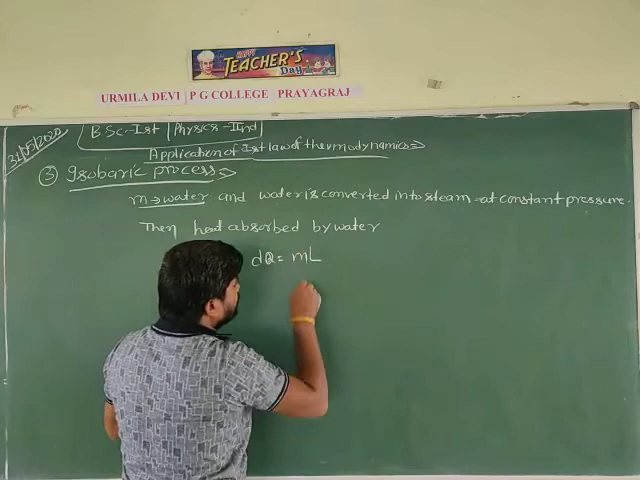 HAPPY
TEACHER'S
Day
URMILA DEVI P G COLLEGE PRAYAGRAJ
31/05/2020
BSc-Ist Physics-IInd
Application of Ist law of thermodynamics ⇒
③ Isobaric process ⇒
m → water and water is converted into steam at constant pressure.
Then heat absorbed by water
dQ = mL